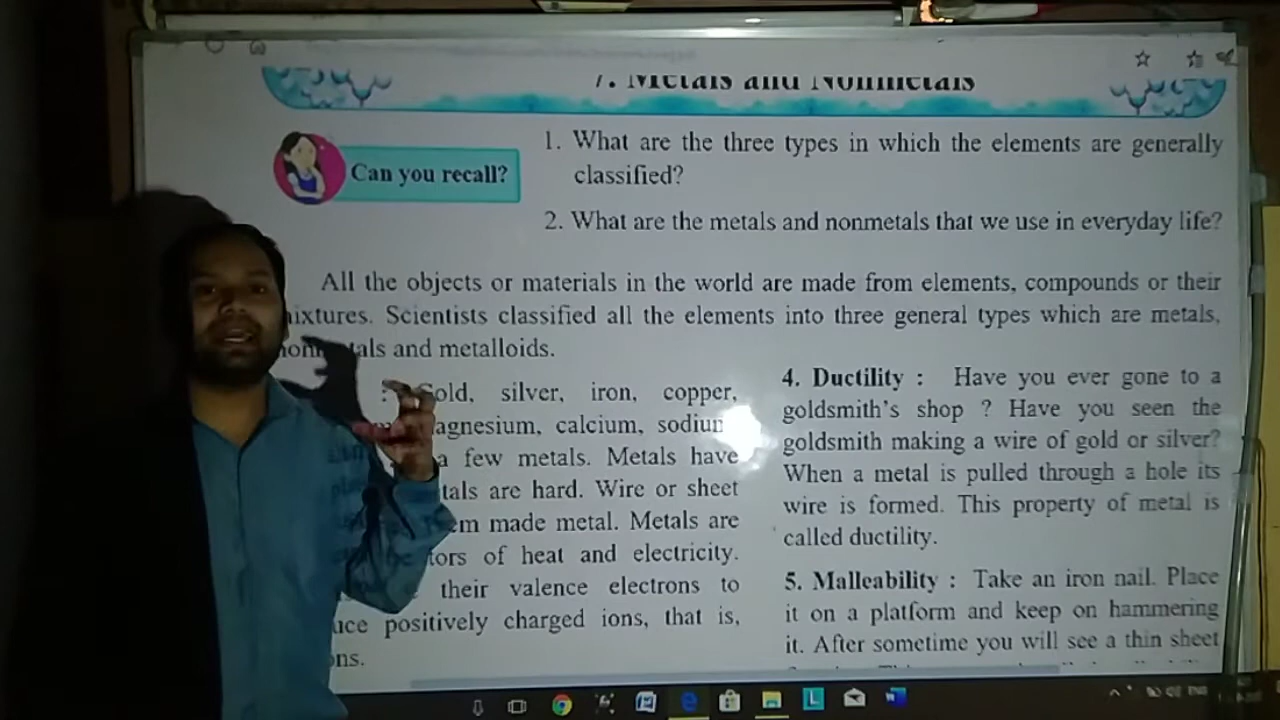 7. Metals and Nonmetals
Can you recall?
1. What are the three types in which the elements are generally
classified?
2. What are the metals and nonmetals that we use in everyday life?
All the objects or materials in the world are made from elements, compounds or their
ixtures. Scientists classified all the elements into three general types which are metals,
and metalloids.
: Gold, silver, iron, copper,
agnesium, calcium, sodium
a few metals. Metals have
tals are hard. Wire or sheet
em made metal. Metals are
tors of heat and electricity.
their valence electrons to
uce positively charged ions, that is,
ons.
4. Ductility : Have you ever gone to a
goldsmith's shop ? Have you seen the
goldsmith making a wire of gold or silver?
When a metal is pulled through a hole its
wire is formed. This property of metal is
called ductility.
5. Malleability : Take an iron nail. Place
it on a platform and keep on hammering
it. After sometime you will see a thin sheet